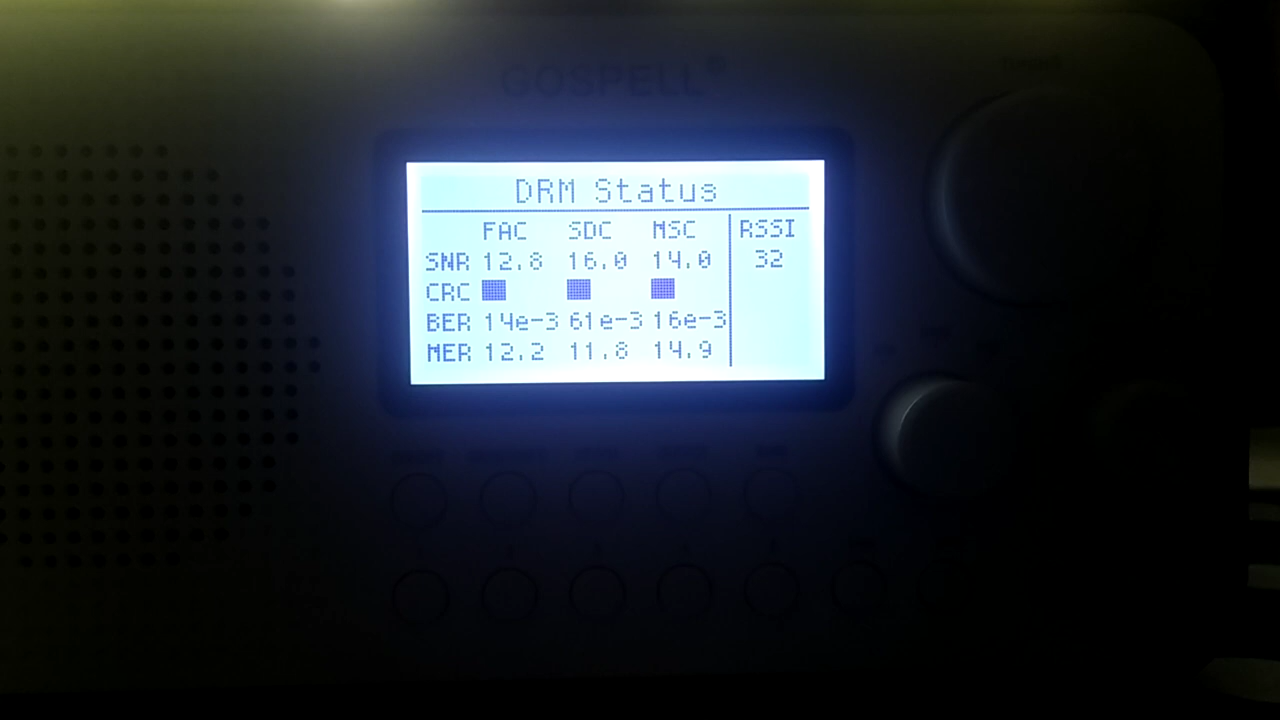 GOSPELL®
DRM Status
FAC SDC MSC RSSI
SNR 12.8 16.0 14.0 32
CRC
BER 14e-3 61e-3 16e-3
MER 12.2 11.8 14.9